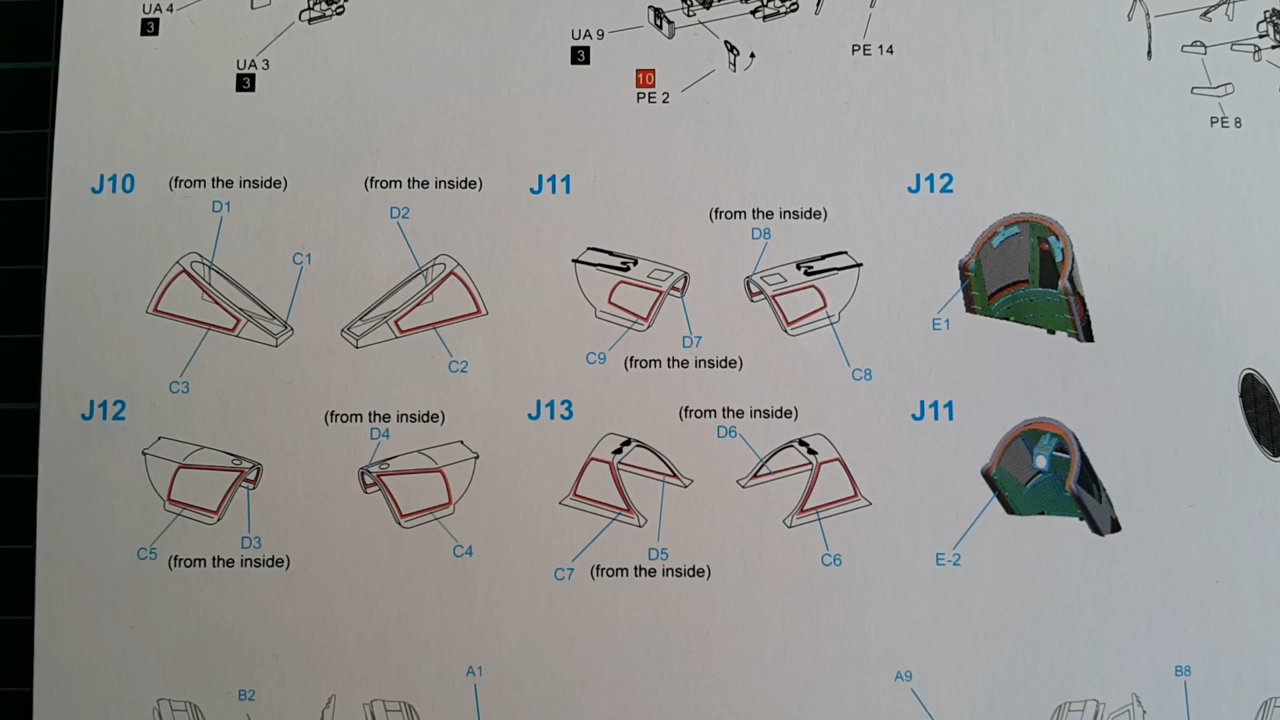 UA 4
3
UA 3
3
UA 9
3
10
PE 2
PE 14
PE 8
J10
(from the inside)
D1
(from the inside)
D2
C1
C3
C2
J11
(from the inside)
D8
D7
C9
(from the inside)
C8
J12
E1
J12
(from the inside)
D4
D3
C5
(from the inside)
C4
J13
(from the inside)
D6
D5
C7
(from the inside)
C6
J11
E-2
B2
A1
A9
B8